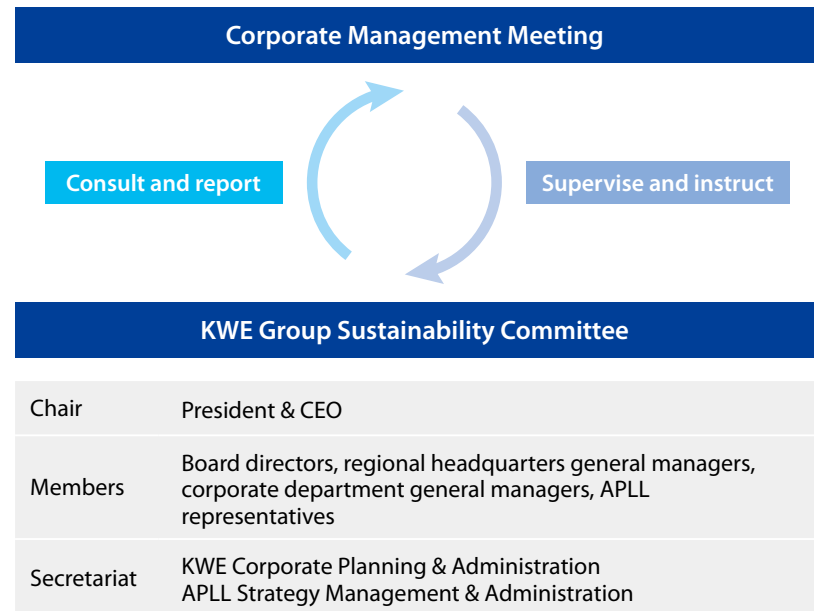 Corporate Management Meeting
Consult and report
Supervise and instruct
KWE Group Sustainability Committee
Chair
President & CEO
Members
Board directors, regional headquarters general managers,
corporate department general managers, APLL
representatives
Secretariat
KWE Corporate Planning & Administration
APLL Strategy Management & Administration